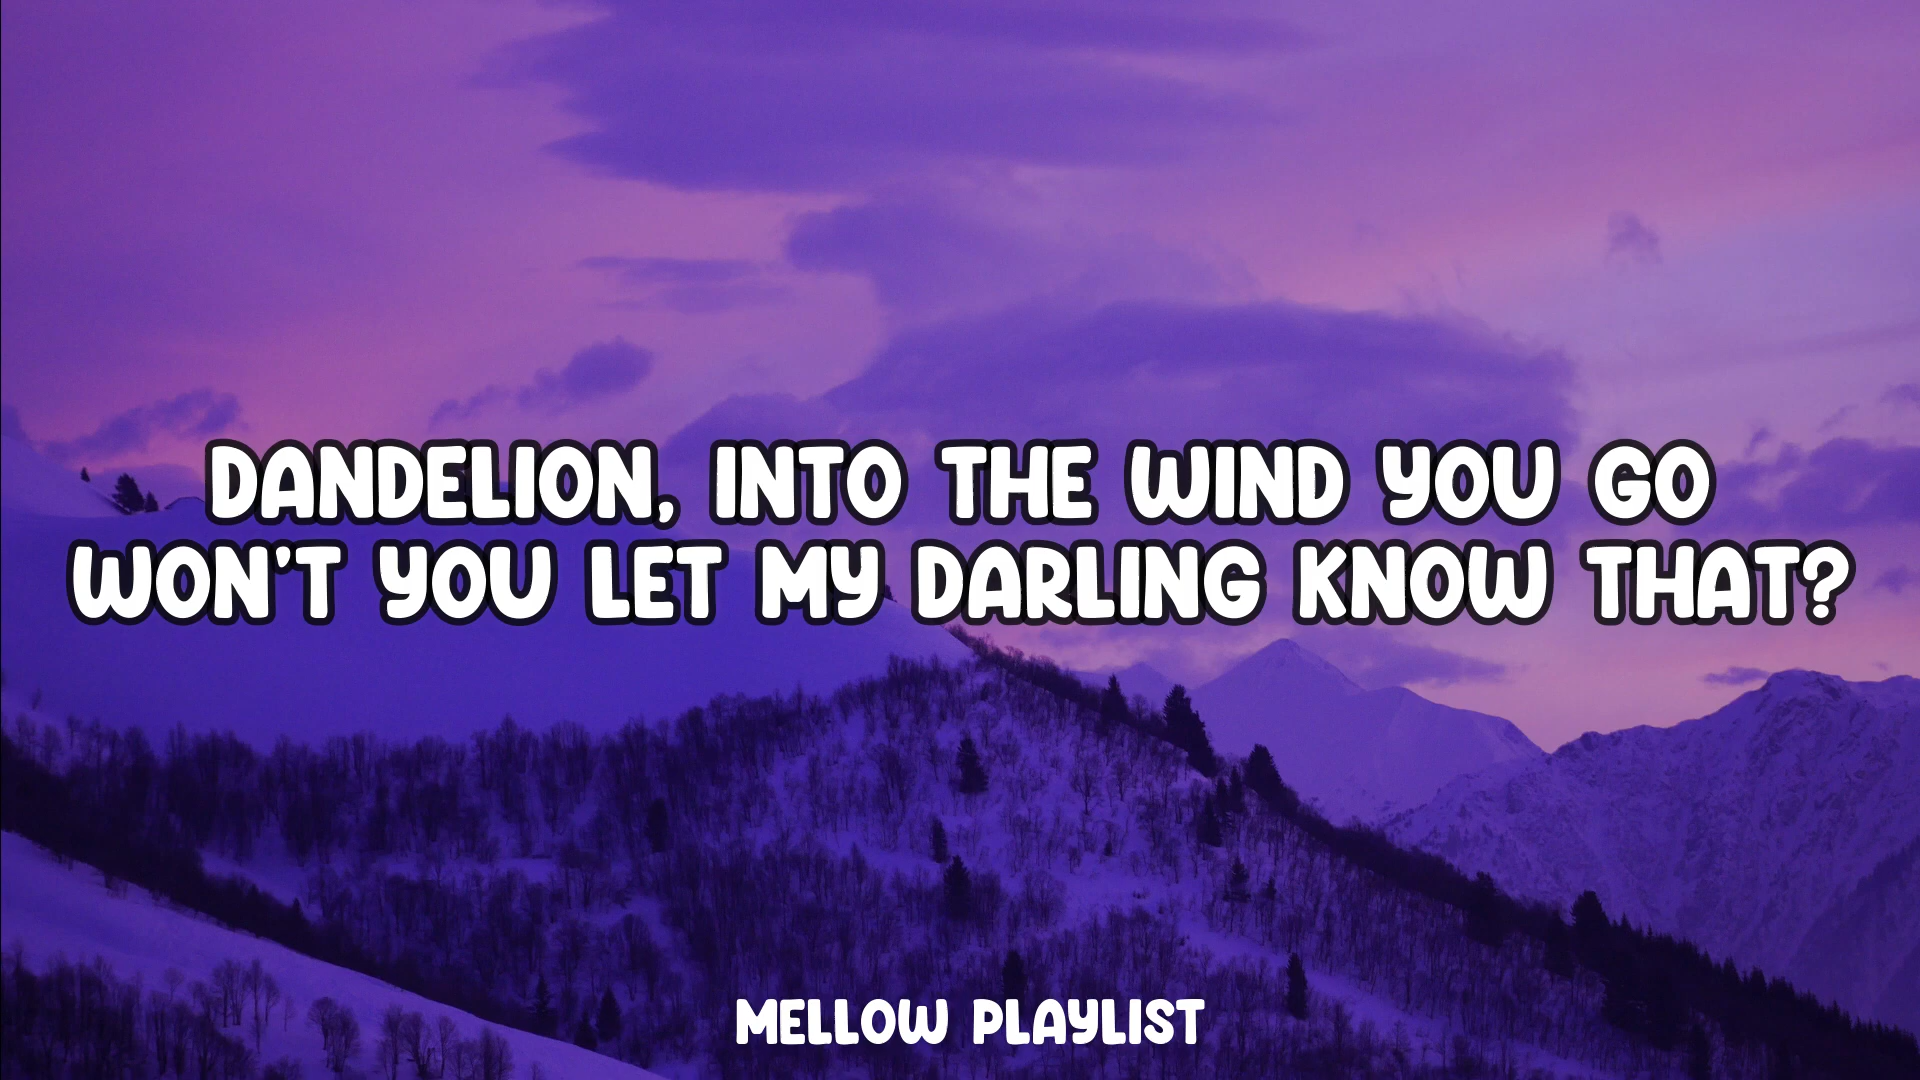 DANDELION, INTO THE WIND YOU GO
WON'T YOU LET MY DARLING KNOW THAT?
MELLOW PLAYLIST